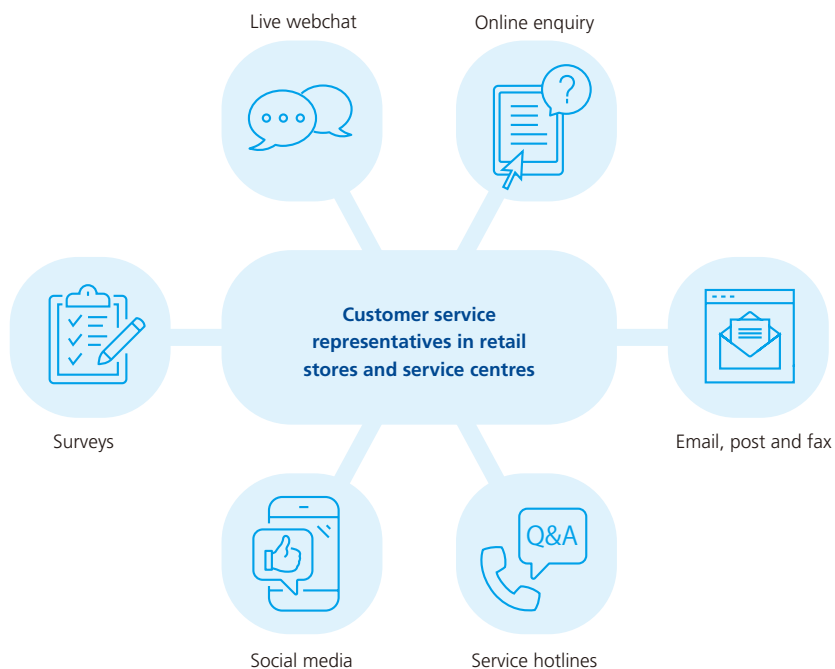 Live webchat
Online enquiry
?
Customer service
representatives in retail
stores and service centres
Surveys
Email, post and fax
Q&A
Social media
Service hotlines